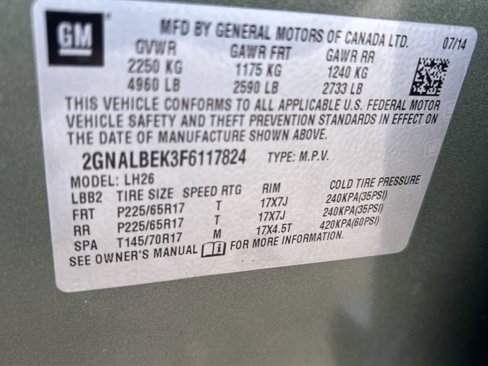 GM
MFD BY GENERAL MOTORS OF CANADA LTD. 07/14
GVWR GAWR FRT GAWR RR
2250 KG 1175 KG 1240 KG
4960 LB 2590 LB 2733 LB
THIS VEHICLE CONFORMS TO ALL APPLICABLE U.S. FEDERAL MOTOR
VEHICLE SAFETY AND THEFT PREVENTION STANDARDS IN EFFECT ON
THE DATE OF MANUFACTURE SHOWN ABOVE.
2GNALBEK3F6117824 TYPE: M.P.V.
MODEL: LH26
LBB2 TIRE SIZE SPEED RTG RIM COLD TIRE PRESSURE
FRT P225/65R17 T 17X7J 240KPA(35PSI)
RR P225/65R17 T 17X7J 240KPA(35PSI)
SPA T145/70R17 M 17X4.5T 420KPA(60PSI)
SEE OWNER'S MANUAL FOR MORE INFORMATION.